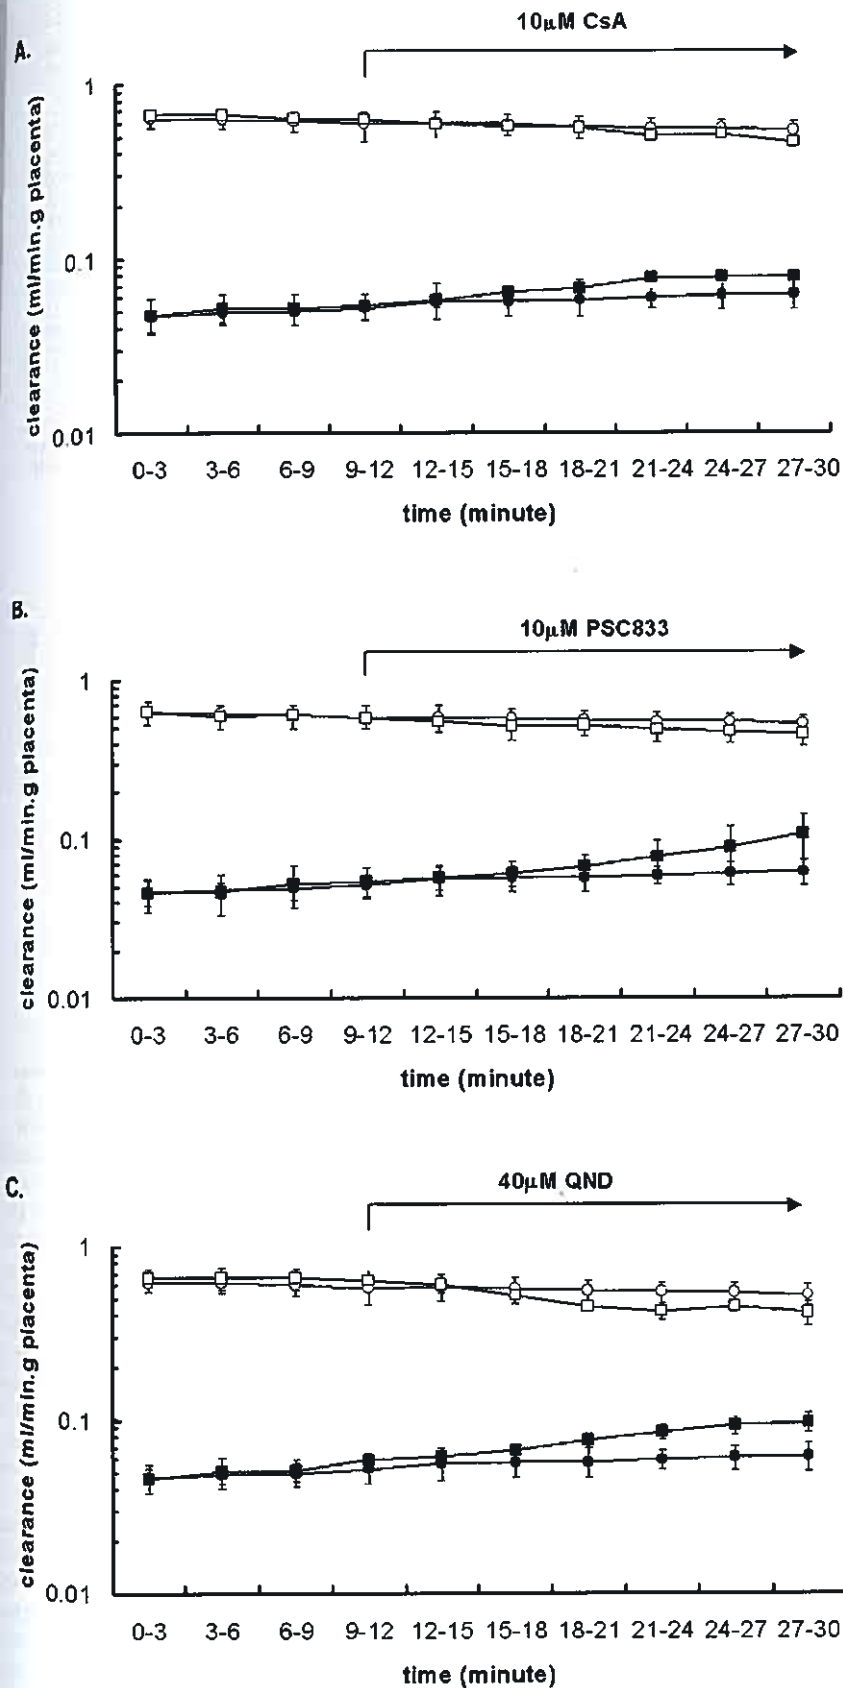 A.
10μM CsA
clearance (ml/min.g placenta)
1
0.1
0.01
0-3 3-6 6-9 9-12 12-15 15-18 18-21 21-24 24-27 27-30
time (minute)
B.
10μM PSC833
clearance (ml/min.g placenta)
1
0.1
0.01
0-3 3-6 6-9 9-12 12-15 15-18 18-21 21-24 24-27 27-30
time (minute)
C.
40μM QND
clearance (ml/min.g placenta)
1
0.1
0.01
0-3 3-6 6-9 9-12 12-15 15-18 18-21 21-24 24-27 27-30
time (minute)